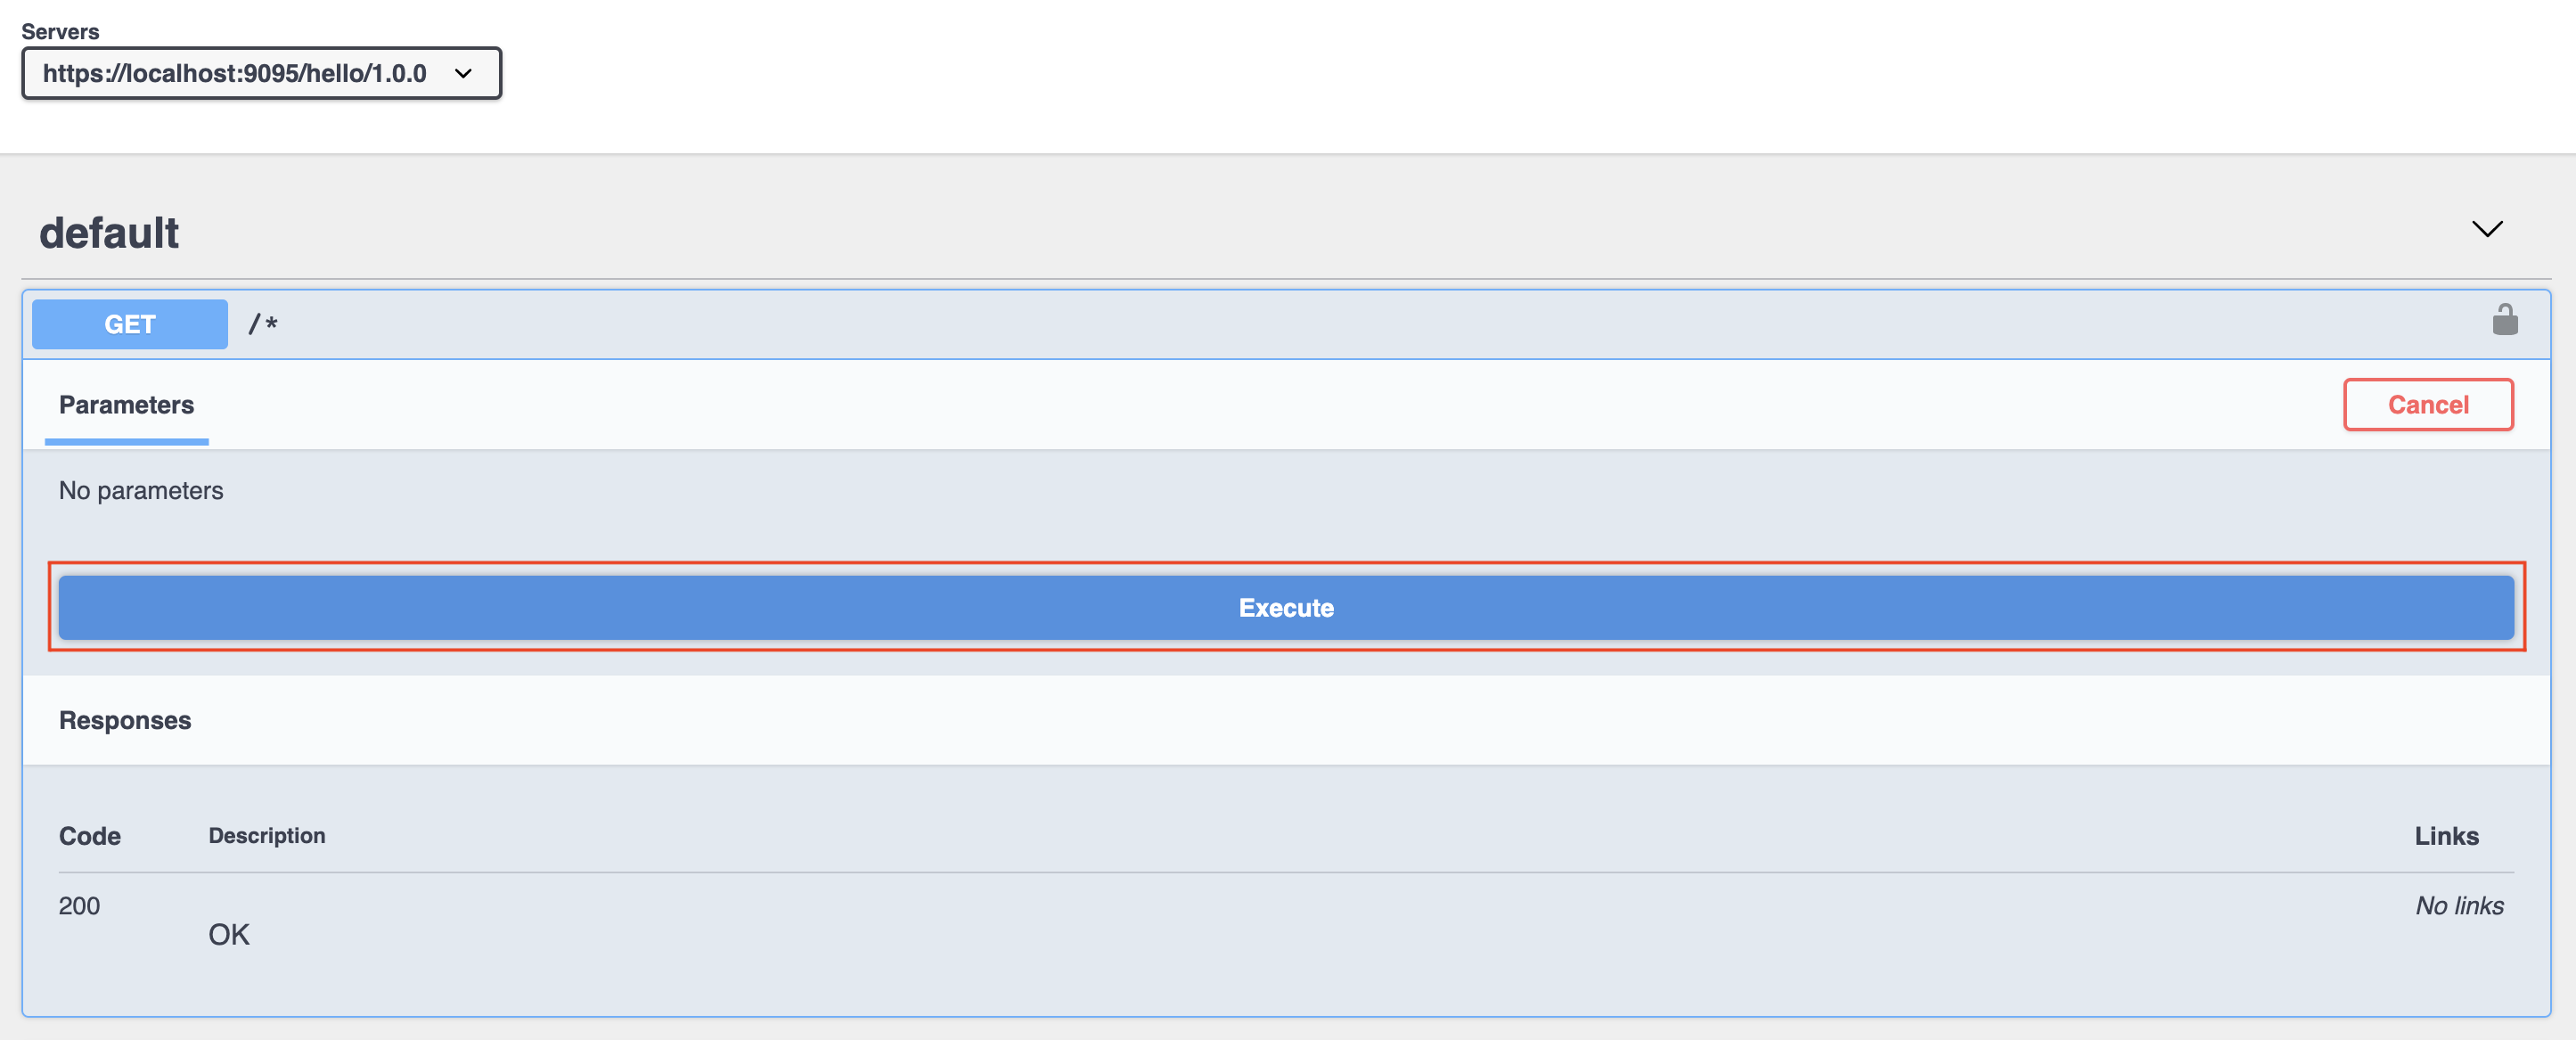 Servers
https://localhost:9095/hello/1.0.0
default
GET /*
Parameters Cancel
No parameters
Execute
Responses
Code Description Links
200 No links
OK